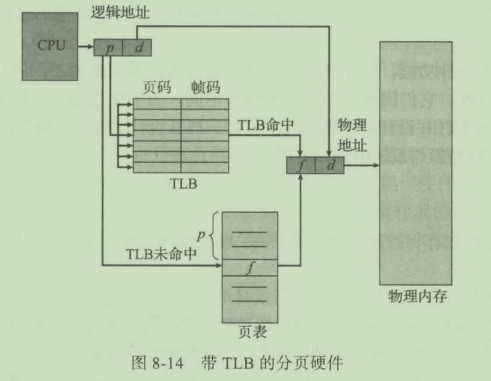 逻辑地址
CPU
p d
页码 帧码
TLB命中
物理
地址
f d
TLB
p
TLB未命中
f
页表
物理内存
图 8-14 带 TLB 的分页硬件